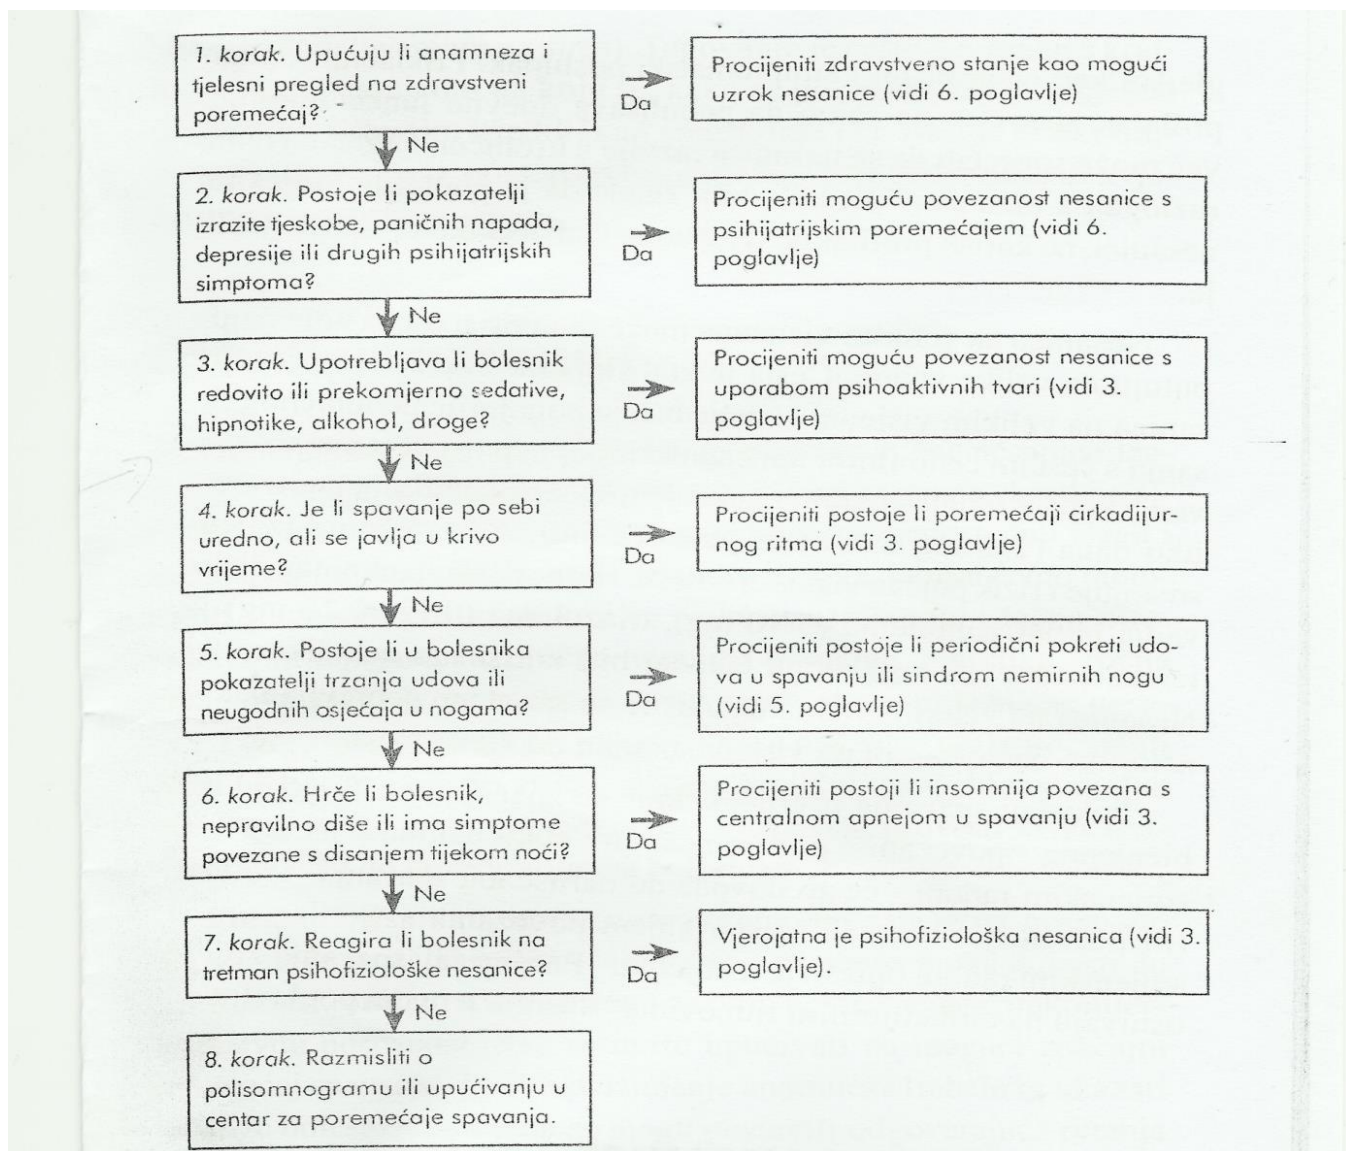 1. korak. Upućuju li anamneza i
tjelesni pregled na zdravstveni
poremećaj?
Da
Procijeniti zdravstveno stanje kao mogući
uzrok nesanice (vidi 6. poglavlje)
Ne
2. korak. Postoje li pokazatelji
izrazite tjeskobe, paničnih napada,
depresije ili drugih psihijatrijskih
simptoma?
Da
Procijeniti moguću povezanost nesanice s
psihijatrijskim poremećajem (vidi 6.
poglavlje)
Ne
3. korak. Upotrebljava li bolesnik
redovito ili prekomjerno sedative,
hipnotike, alkohol, droge?
Da
Procijeniti moguću povezanost nesanice s
uporabom psihoaktivnih tvari (vidi 3.
poglavlje)
Ne
4. korak. Je li spavanje po sebi
uredno, ali se javlja u krivo
vrijeme?
Da
Procijeniti postoje li poremećaji cirkadijur-
nog ritma (vidi 3. poglavlje)
Ne
5. korak. Postoje li u bolesnika
pokazatelji trzanja udova ili
neugodnih osjećaja u nogama?
Da
Procijeniti postoje li periodični pokreti udo-
va u spavanju ili sindrom nemirnih nogu
(vidi 5. poglavlje)
Ne
6. korak. Hrče li bolesnik,
nepravilno diše ili ima simptome
povezane s disanjem tijekom noći?
Da
Procijeniti postoji li insomnija povezana s
centralnom apnejom u spavanju (vidi 3.
poglavlje)
Ne
7. korak. Reagira li bolesnik na
tretman psihofiziološke nesanice?
Da
Vjerojatna je psihofiziološka nesanica (vidi 3.
poglavlje).
Ne
8. korak. Razmisliti o
polisomnogramu ili upućivanju u
centar za poremećaje spavanja.